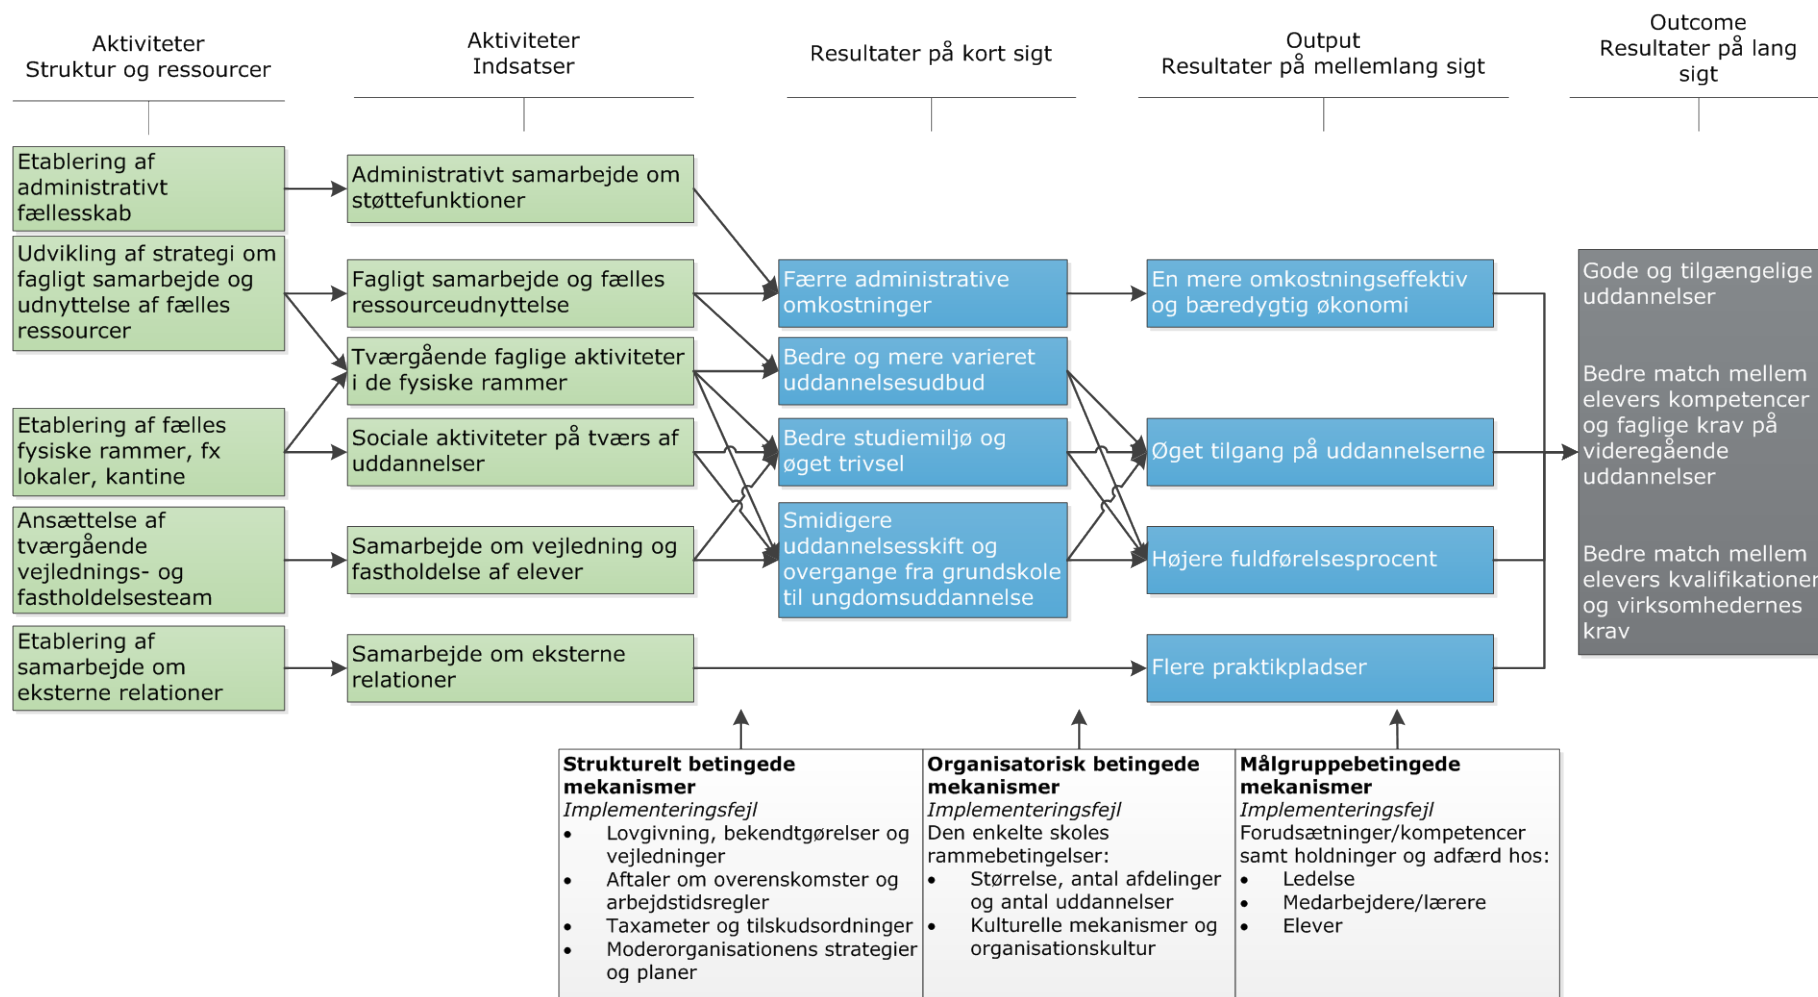 Aktiviteter
Struktur og ressourcer
Aktiviteter
Indsatser
Resultater på kort sigt
Output
Resultater på mellemlang sigt
Outcome
Resultater på lang
sigt
Etablering af
administrativt
fællesskab
Udvikling af strategi om
fagligt samarbejde og
udnyttelse af fælles
ressourcer
Etablering af fælles
fysiske rammer, fx
lokaler, kantine
Ansættelse af
tværgående
vejlednings- og
fastholdelsesteam
Etablering af
samarbejde om
eksterne relationer
Administrativt samarbejde om
støttefunktioner
Fagligt samarbejde og fælles
ressourceudnyttelse
Tværgående faglige aktiviteter
i de fysiske rammer
Sociale aktiviteter på tværs af
uddannelser
Samarbejde om vejledning og
fastholdelse af elever
Samarbejde om eksterne
relationer
Færre administrative
omkostninger
Bedre og mere varieret
uddannelsesudbud
Bedre studiemiljø og
øget trivsel
Smidigere
uddannelsesskift og
overgange fra grundskole
til ungdomsuddannelse
En mere omkostningseffektiv
og bæredygtig økonomi
Øget tilgang på uddannelserne
Højere fuldførelsesprocent
Flere praktikpladser
Gode og tilgængelige
uddannelser
Bedre match mellem
elevers kompetencer
og faglige krav på
videregående
uddannelser
Bedre match mellem
elevers kvalifikationer
og virksomhedernes
krav
Strukturelt betingede
mekanismer
Implementeringsfejl
• Lovgivning, bekendtgørelser og
vejledninger
• Aftaler om overenskomster og
arbejdstidsregler
• Taxameter og tilskudsordninger
• Moderorganisationens strategier
og planer
Organisatorisk betingede
mekanismer
Implementeringsfejl
Den enkelte skoles
rammebetingelser:
• Størrelse, antal afdelinger
og antal uddannelser
• Kulturelle mekanismer og
organisationskultur
Målgruppebetingede
mekanismer
Implementeringsfejl
Forudsætninger/kompetencer
samt holdninger og adfærd hos:
• Ledelse
• Medarbejdere/lærere
• Elever